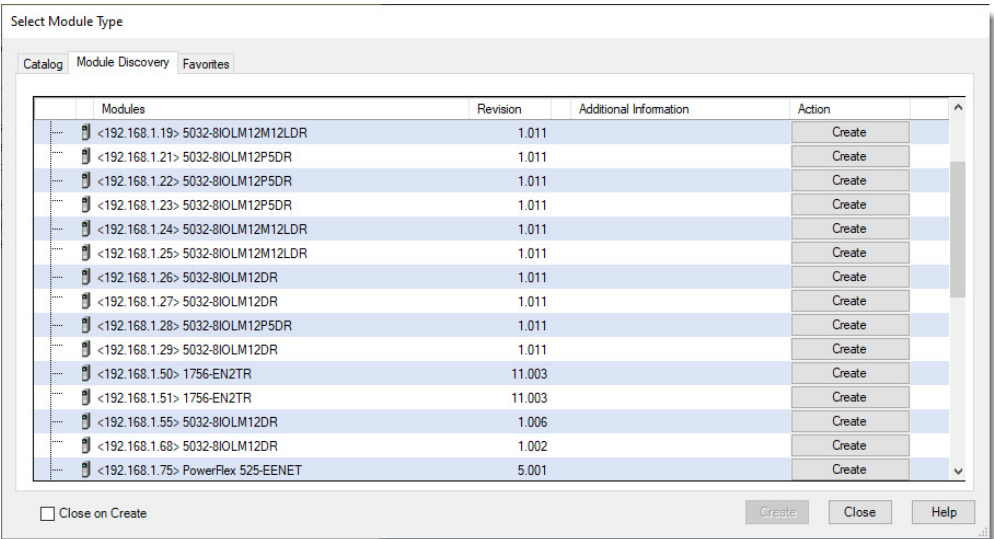 Select Module Type
Catalog Module Discovery Favorites
Modules Revision Additional Information Action
<192.168.1.19> 5032-8IOLM12M12LDR 1.011 Create
<192.168.1.21> 5032-8IOLM12P5DR 1.011 Create
<192.168.1.22> 5032-8IOLM12P5DR 1.011 Create
<192.168.1.23> 5032-8IOLM12P5DR 1.011 Create
<192.168.1.24> 5032-8IOLM12M12LDR 1.011 Create
<192.168.1.25> 5032-8IOLM12M12LDR 1.011 Create
<192.168.1.26> 5032-8IOLM12DR 1.011 Create
<192.168.1.27> 5032-8IOLM12DR 1.011 Create
<192.168.1.28> 5032-8IOLM12P5DR 1.011 Create
<192.168.1.29> 5032-8IOLM12DR 1.011 Create
<192.168.1.50> 1756-EN2TR 11.003 Create
<192.168.1.51> 1756-EN2TR 11.003 Create
<192.168.1.55> 5032-8IOLM12DR 1.006 Create
<192.168.1.68> 5032-8IOLM12DR 1.002 Create
<192.168.1.75> PowerFlex 525-EENET 5.001 Create
Close on Create Create Close Help